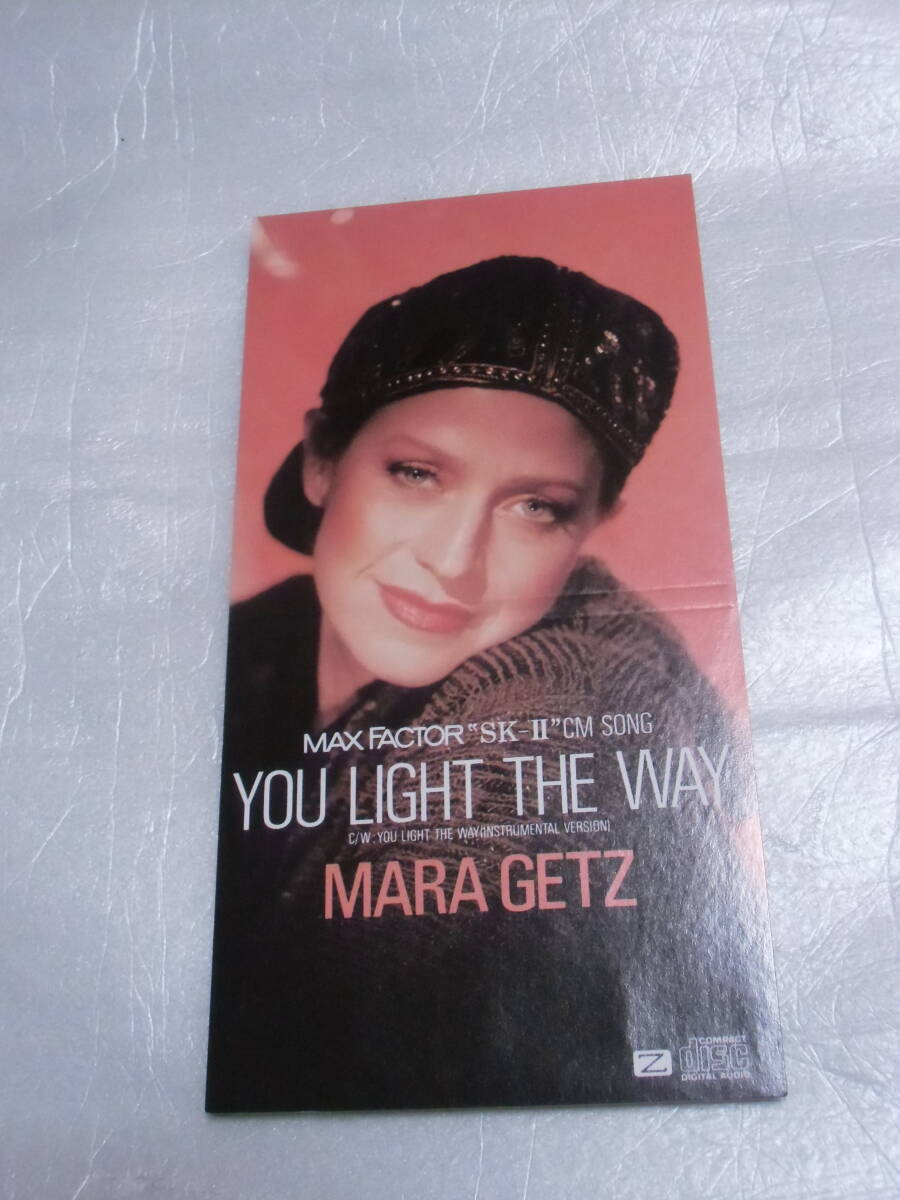 MAX FACTOR "SK-II" CM SONG
YOU LIGHT THE WAY
C/W:YOU LIGHT THE WAY(INSTRUMENTAL VERSION)
MARA GETZ
Z
COMPACT
disc
DIGITAL AUDIO